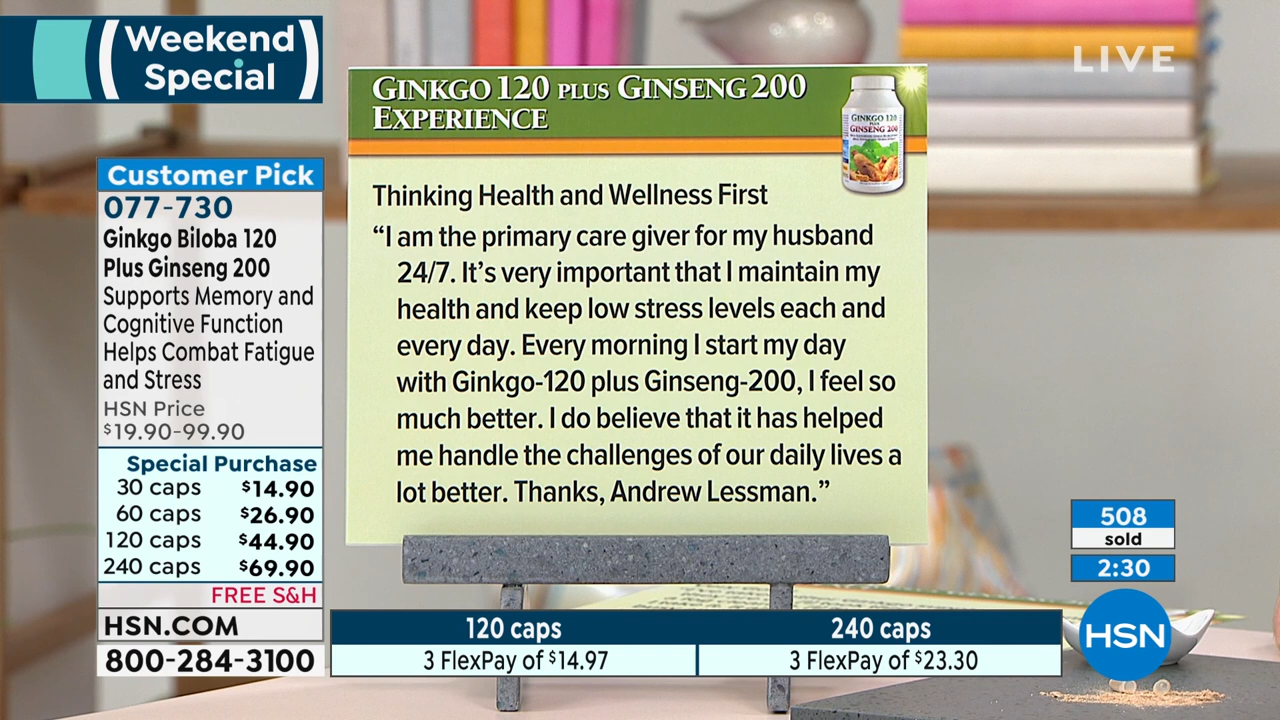 (Weekend
Special)
LIVE
GINKGO 120 PLUS GINSENG 200
EXPERIENCE
GINKGO 120
PLUS
GINSENG 200
Thinking Health and Wellness First
“I am the primary care giver for my husband
24/7. It’s very important that I maintain my
health and keep low stress levels each and
every day. Every morning I start my day
with Ginkgo-120 plus Ginseng-200, I feel so
much better. I do believe that it has helped
me handle the challenges of our daily lives a
lot better. Thanks, Andrew Lessman.”
Customer Pick
077-730
Ginkgo Biloba 120
Plus Ginseng 200
Supports Memory and
Cognitive Function
Helps Combat Fatigue
and Stress
HSN Price
$19.90-99.90
Special Purchase
30 caps $14.90
60 caps $26.90
120 caps $44.90
240 caps $69.90
FREE S&H
HSN.COM
800-284-3100
120 caps 240 caps
3 FlexPay of $14.97 3 FlexPay of $23.30
508
sold
2:30
HSN